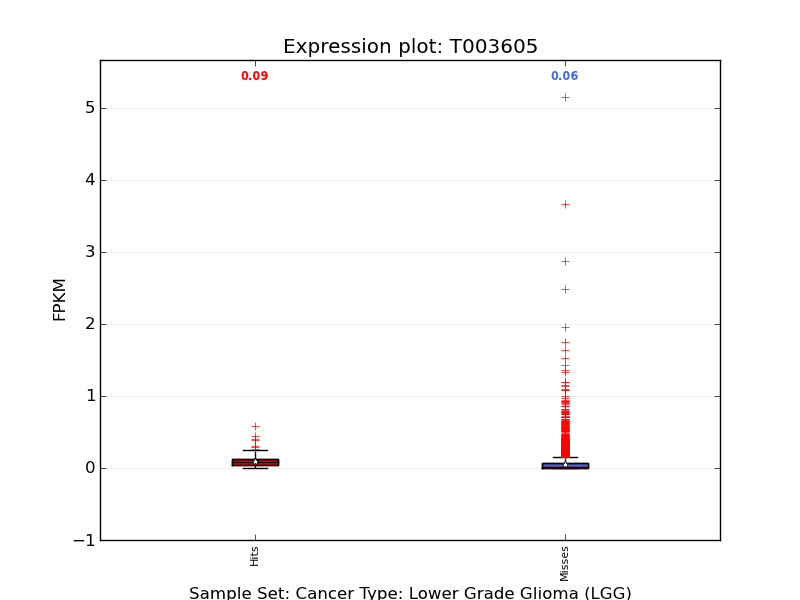 Expression plot: T003605
0.09
0.06
5
4
3
2
1
0
−1
FPKM
Hits
Misses
Sample Set: Cancer Type: Lower Grade Glioma (LGG)